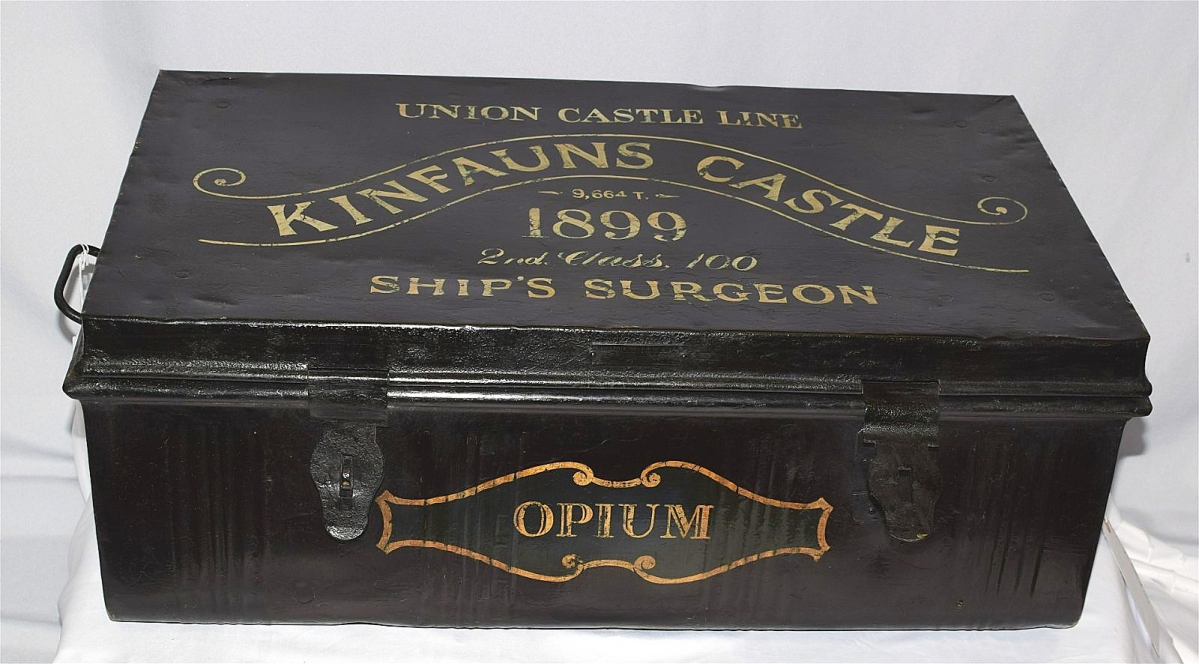 UNION CASTLE LINE
KINFAUNS CASTLE
9,664 T.
1899
2nd. Class. 100
SHIP'S SURGEON
OPIUM